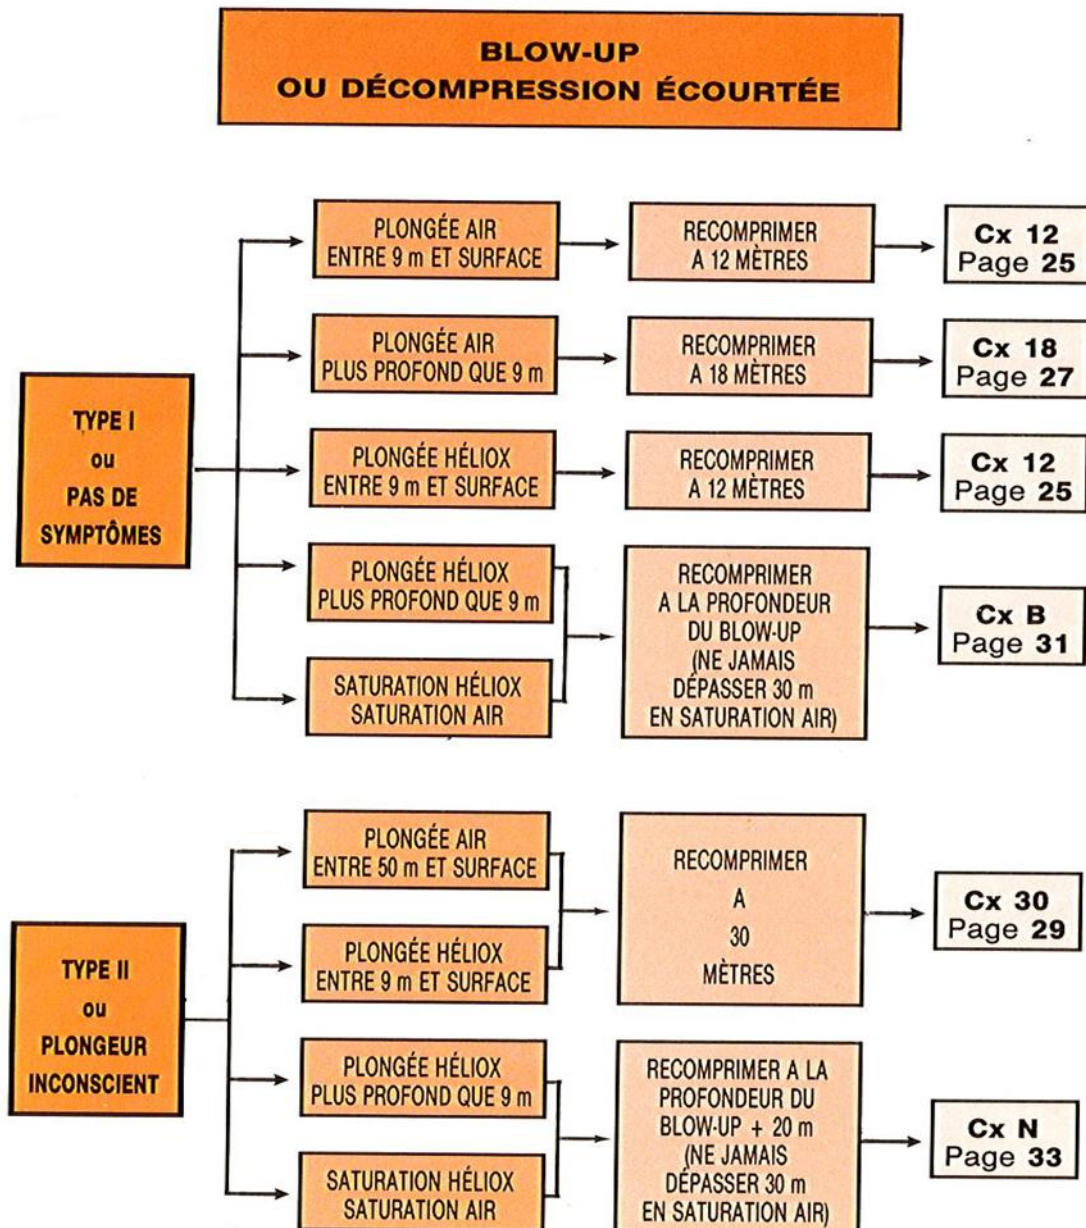 BLOW-UP
OU DÉCOMPRESSION ÉCOURTÉE
TYPE I
ou
PAS DE
SYMPTÔMES
PLONGÉE AIR
ENTRE 9 m ET SURFACE
RECOMPRIMER
A 12 MÈTRES
Cx 12
Page 25
PLONGÉE AIR
PLUS PROFOND QUE 9 m
RECOMPRIMER
A 18 MÈTRES
Cx 18
Page 27
PLONGÉE HÉLIOX
ENTRE 9 m ET SURFACE
RECOMPRIMER
A 12 MÈTRES
Cx 12
Page 25
PLONGÉE HÉLIOX
PLUS PROFOND QUE 9 m
SATURATION HÉLIOX
SATURATION AIR
RECOMPRIMER
A LA PROFONDEUR
DU BLOW-UP
(NE JAMAIS
DÉPASSER 30 m
EN SATURATION AIR)
Cx B
Page 31
TYPE II
ou
PLONGEUR
INCONSCIENT
PLONGÉE AIR
ENTRE 50 m ET SURFACE
PLONGÉE HÉLIOX
ENTRE 9 m ET SURFACE
RECOMPRIMER
A
30
MÈTRES
Cx 30
Page 29
PLONGÉE HÉLIOX
PLUS PROFOND QUE 9 m
SATURATION HÉLIOX
SATURATION AIR
RECOMPRIMER A LA
PROFONDEUR DU
BLOW-UP + 20 m
(NE JAMAIS
DÉPASSER 30 m
EN SATURATION AIR)
Cx N
Page 33